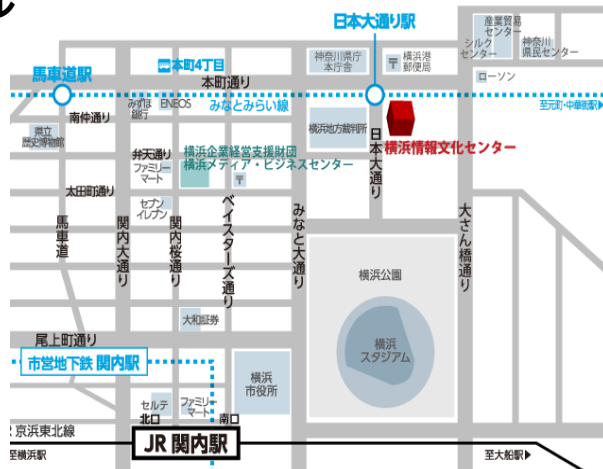 ル
日本大通り駅
産業貿易
センター
シルク
センター
神奈川
県民センター
神奈川県庁
本庁舎
〒
横浜港
郵便局
本町4丁目
馬車道駅
本町通り
ローソン
みなとみらい線
至元町・中華街駅▶
南仲通り
みずほ
銀行
ENEOS
県立
歴史博物館
横浜地方裁判所
日本大通り
横浜情報文化センター
弁天通り
ファミリー
マート
横浜企業経営支援財団
横浜メディア・ビジネスセンター
〒
太田町通り
セブン
イレブン
馬車道
関内大通り
関内桜通り
ベイスターズ通り
みなと大通り
大さん橋通り
横浜公園
横浜
スタジアム
大和証券
尾上町通り
市営地下鉄 関内駅
横浜
市役所
セルテ
北口
ファミリー
マート
南口
京浜東北線
JR 関内駅
至横浜駅
至大船駅▶